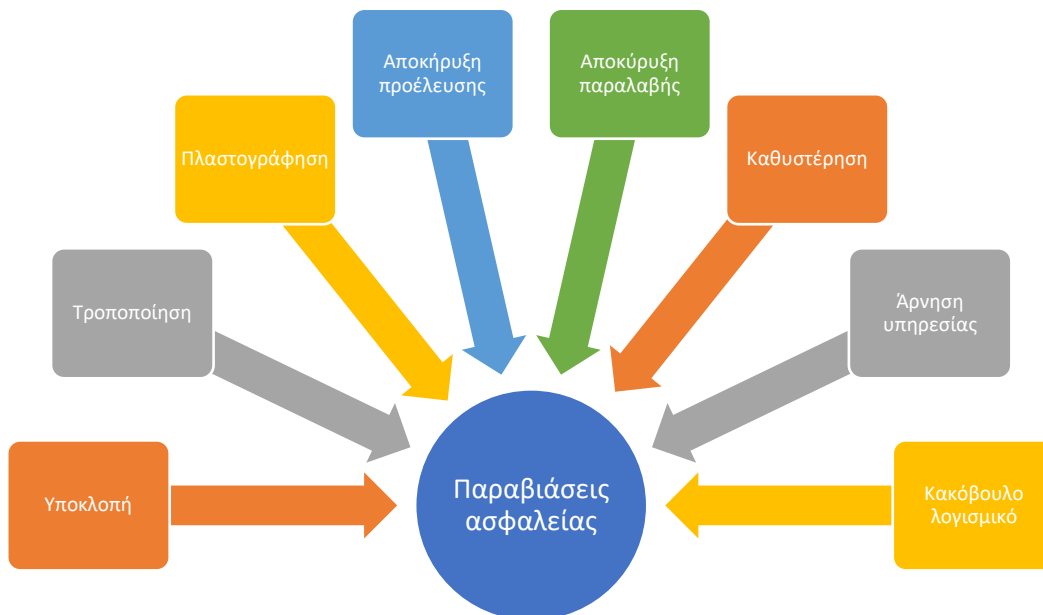 Αποκήρυξη
προέλευσης
Αποκύρυξη
παραλαβής
Πλαστογράφηση
Καθυστέρηση
Τροποποίηση
Άρνηση
υπηρεσίας
Υποκλοπή
Παραβιάσεις
ασφαλείας
Κακόβουλο
λογισμικό